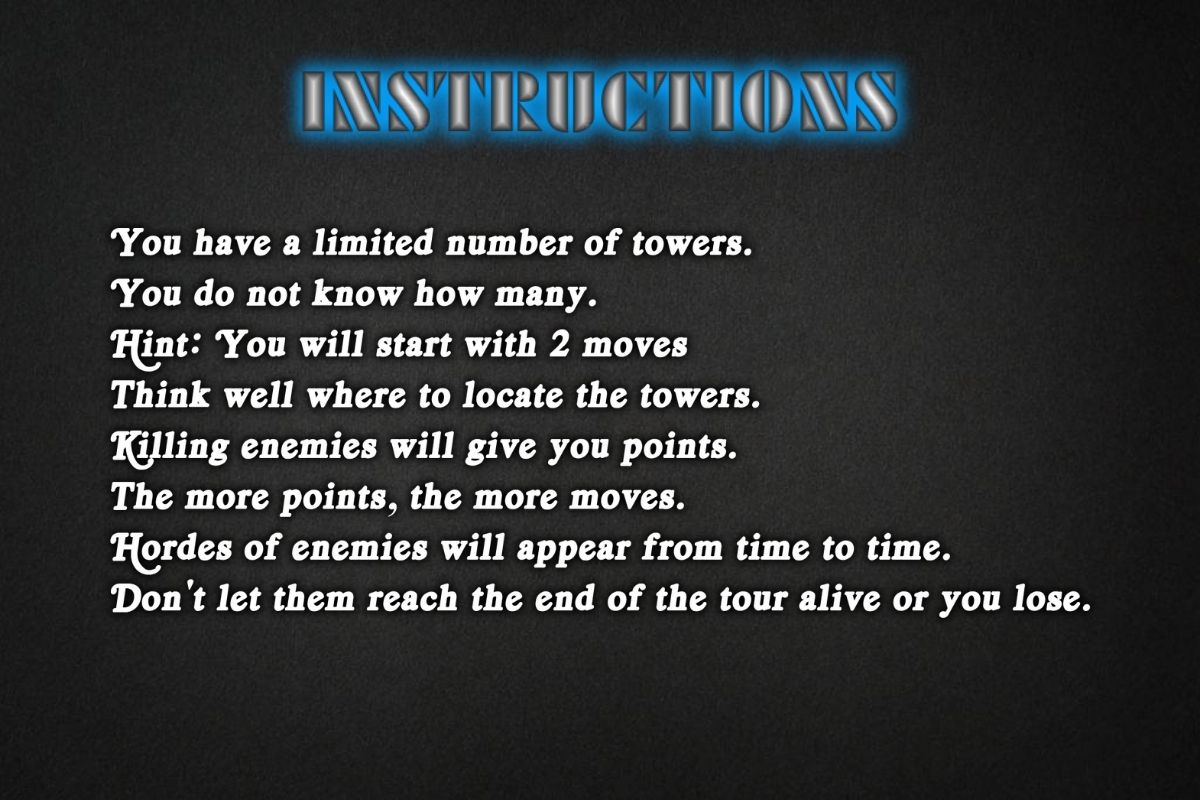 INSTRUCTIONS
You have a limited number of towers.
You do not know how many.
Hint: You will start with 2 moves
Think well where to locate the towers.
Killing enemies will give you points.
The more points, the more moves.
Hordes of enemies will appear from time to time.
Don't let them reach the end of the tour alive or you lose.